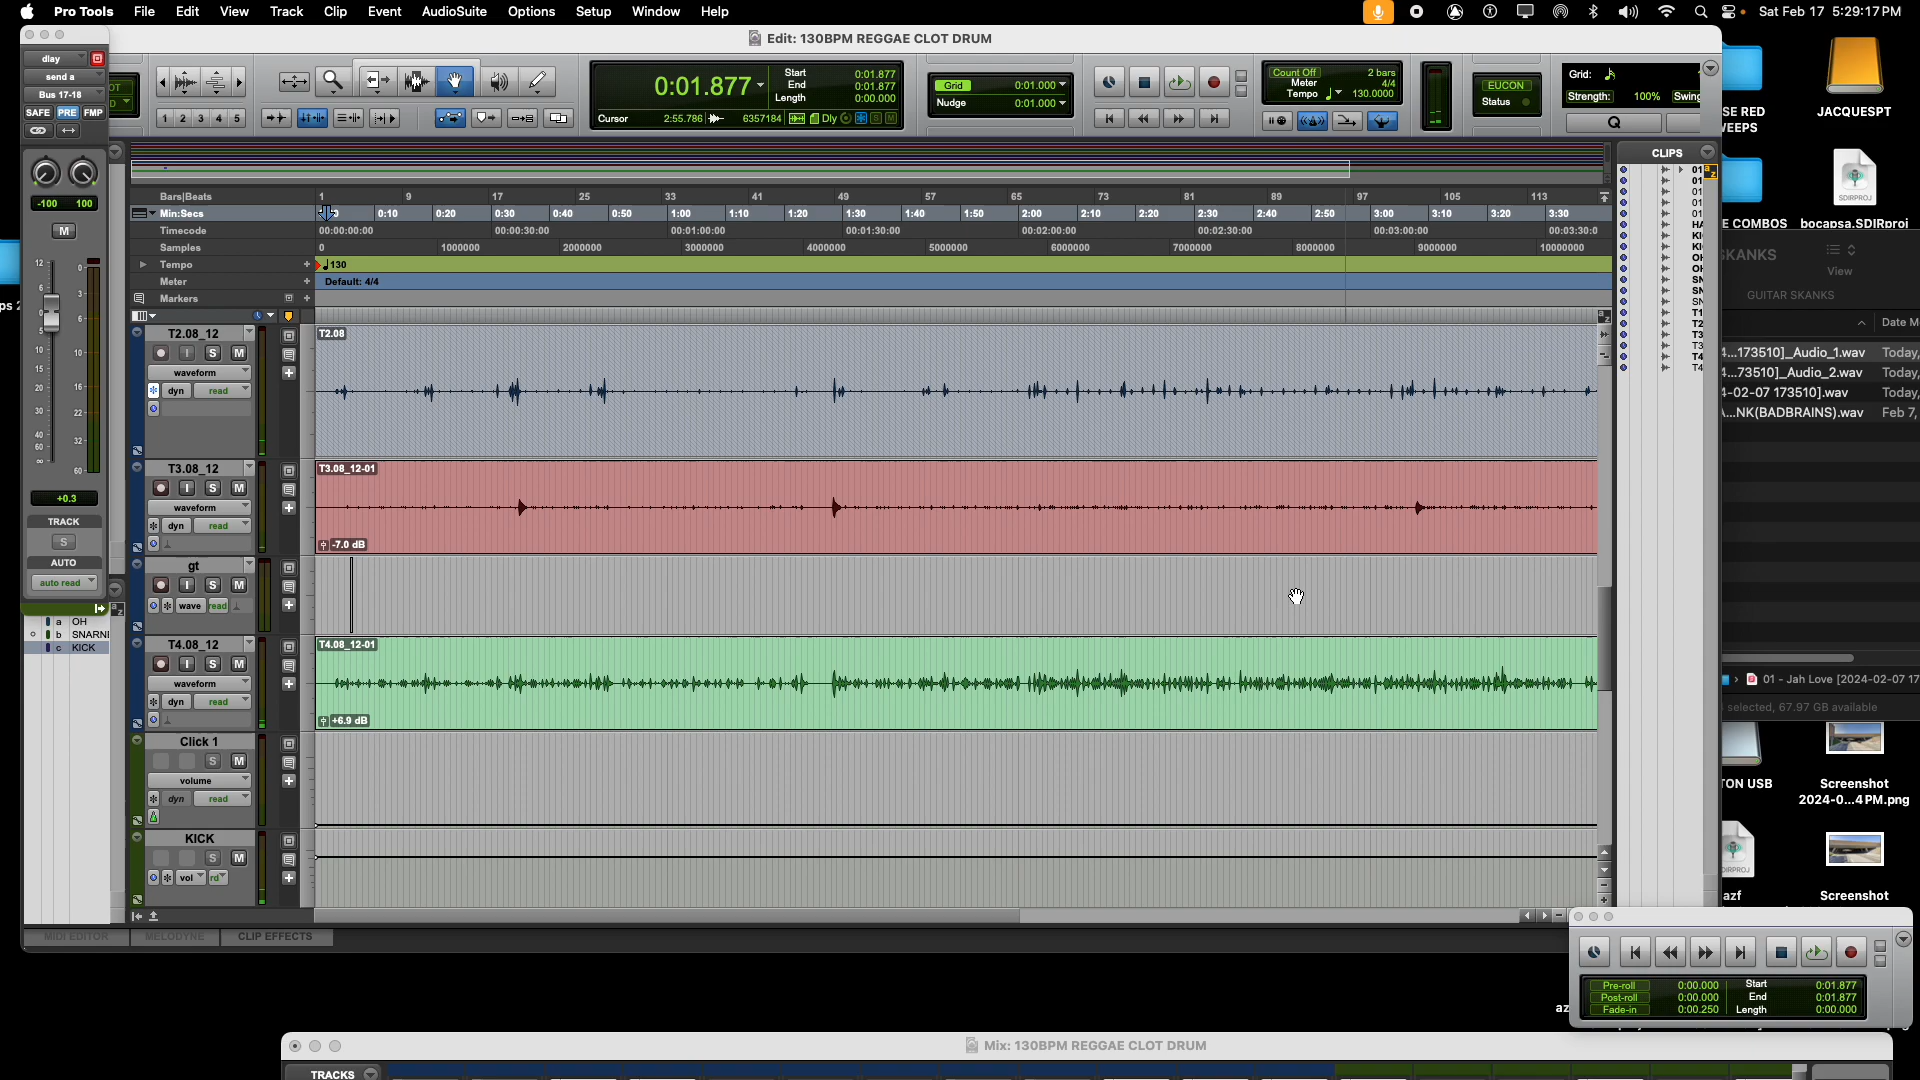 Pro Tools File Edit View Track Clip Event AudioSuite Options Setup Window Help Sat Feb 17 5:29:17 PM
Edit: 130BPM REGGAE CLOT DRUM
dlay
send a
Bus 17-18
SAFE PRE FMP
-100 100
M
+0.3
TRACK
S
AUTO
auto read
a OH
b SNARNI
c KICK
1 2 3 4 5
0:01.877
Start 0:01.877
End 0:01.877
Length 0:00.000
Cursor 2:55.786 6357184 Dly
Grid 0:01.000
Nudge 0:01.000
Count Off 2 bars
Meter 4/4
Tempo 130.0000
EUCON
Status
Grid:
Strength: 100% Swing
Q
CLIPS
Bars|Beats 1 9 17 25 33 41 49 57 65 73 81 89 97 105 113
Min:Secs 0 0:10 0:20 0:30 0:40 0:50 1:00 1:10 1:20 1:30 1:40 1:50 2:00 2:10 2:20 2:30 2:40 2:50 3:00 3:10 3:20 3:30
Timecode 00:00:00:00 00:00:30:00 00:01:00:00 00:01:30:00 00:02:00:00 00:02:30:00 00:03:00:00 00:03:30:0
Samples 0 1000000 2000000 3000000 4000000 5000000 6000000 7000000 8000000 9000000 10000000
Tempo 130
Meter Default: 4/4
Markers
T2.08_12 T2.08
I S M
waveform
dyn read
T3.08_12 T3.08_12-01
I S M
waveform
dyn read
-7.0 dB
gt
I S M
wave read
T4.08_12 T4.08_12-01
I S M
waveform
dyn read
+6.9 dB
Click 1
S M
volume
dyn read
KICK
S M
vol rd
MIDI EDITOR MELODYNE CLIP EFFECTS
SE RED
JACQUESPT
E COMBOS
bocapsa.SDIRproj
SKANKS
View
GUITAR SKANKS
Date M
4...173510]_Audio_1.wav Today,
4...73510]_Audio_2.wav Today,
4-02-07 173510].wav Today,
...NK(BADBRAINS).wav Feb 7,
01 - Jah Love [2024-02-07 17
selected, 67.97 GB available
TON USB
Screenshot
2024-0...4 PM.png
azf
Screenshot
Pre-roll 0:00.000 Start 0:01.877
Post-roll 0:00.000 End 0:01.877
Fade-in 0:00.250 Length 0:00.000
Mix: 130BPM REGGAE CLOT DRUM
TRACKS